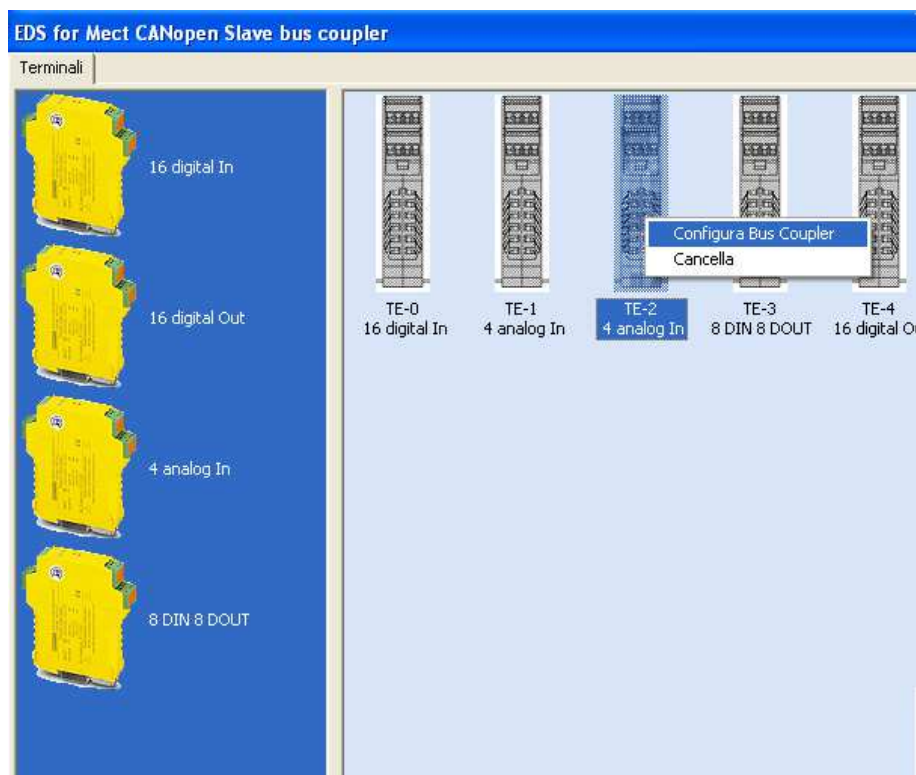 EDS for Mect CANopen Slave bus coupler
Terminali
16 digital In
16 digital Out
4 analog In
8 DIN 8 DOUT
Configura Bus Coupler
Cancella
TE-0
16 digital In
TE-1
4 analog In
TE-2
4 analog In
TE-3
8 DIN 8 DOUT
TE-4
16 digital O